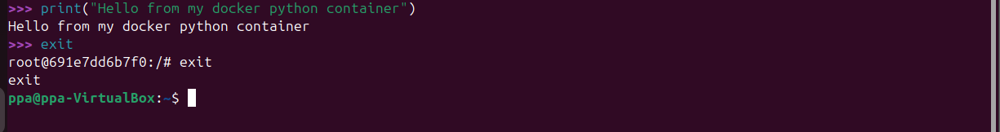 >>> print("Hello from my docker python container")
Hello from my docker python container
>>> exit
root@691e7dd6b7f0:/# exit
exit
ppa@ppa-VirtualBox:~$